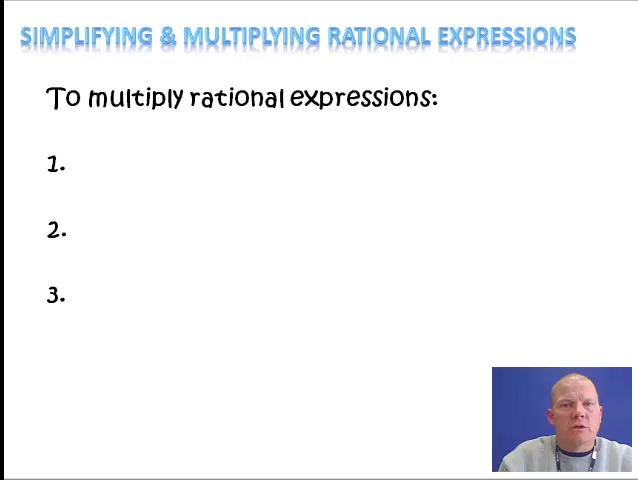 SIMPLIFYING & MULTIPLYING RATIONAL EXPRESSIONS
To multiply rational expressions:
1.
2.
3.